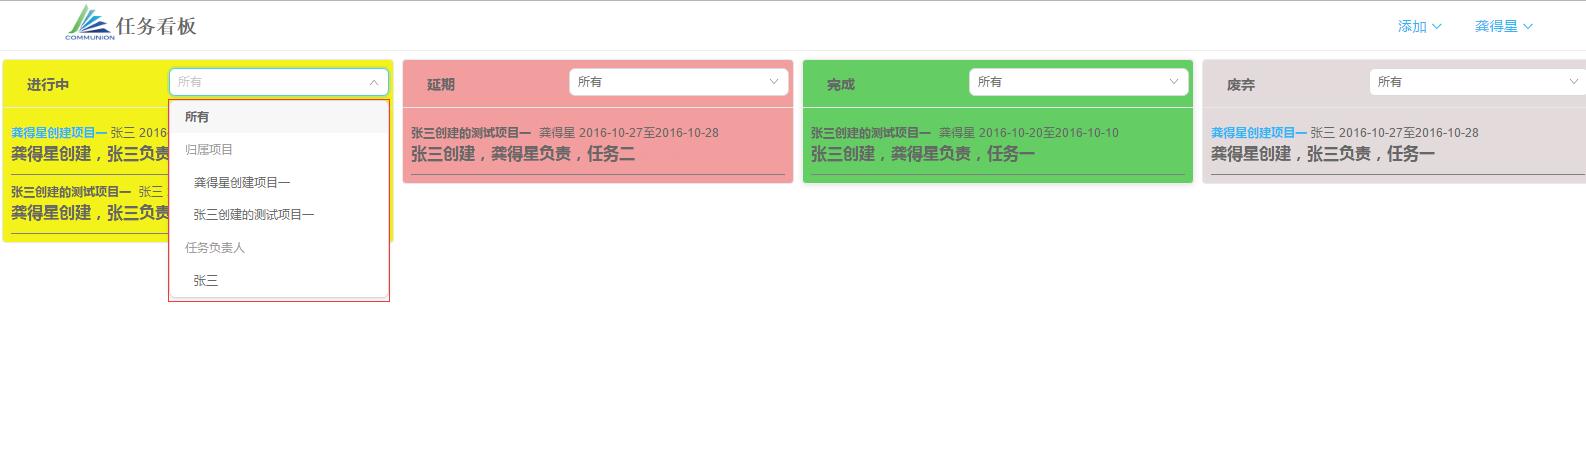 COMMUNION 任务看板
添加 龚得星
进行中 所有
所有
归属项目
龚得星创建项目一
张三创建的测试项目一
任务负责人
张三
龚得星创建项目一 张三 2016
龚得星创建，张三负责
张三创建的测试项目一 张三
龚得星创建，张三负责
延期 所有
张三创建的测试项目一 龚得星 2016-10-27至2016-10-28
张三创建，龚得星负责，任务二
完成 所有
张三创建的测试项目一 龚得星 2016-10-20至2016-10-10
张三创建，龚得星负责，任务一
废弃 所有
龚得星创建项目一 张三 2016-10-27至2016-10-28
龚得星创建，张三负责，任务一